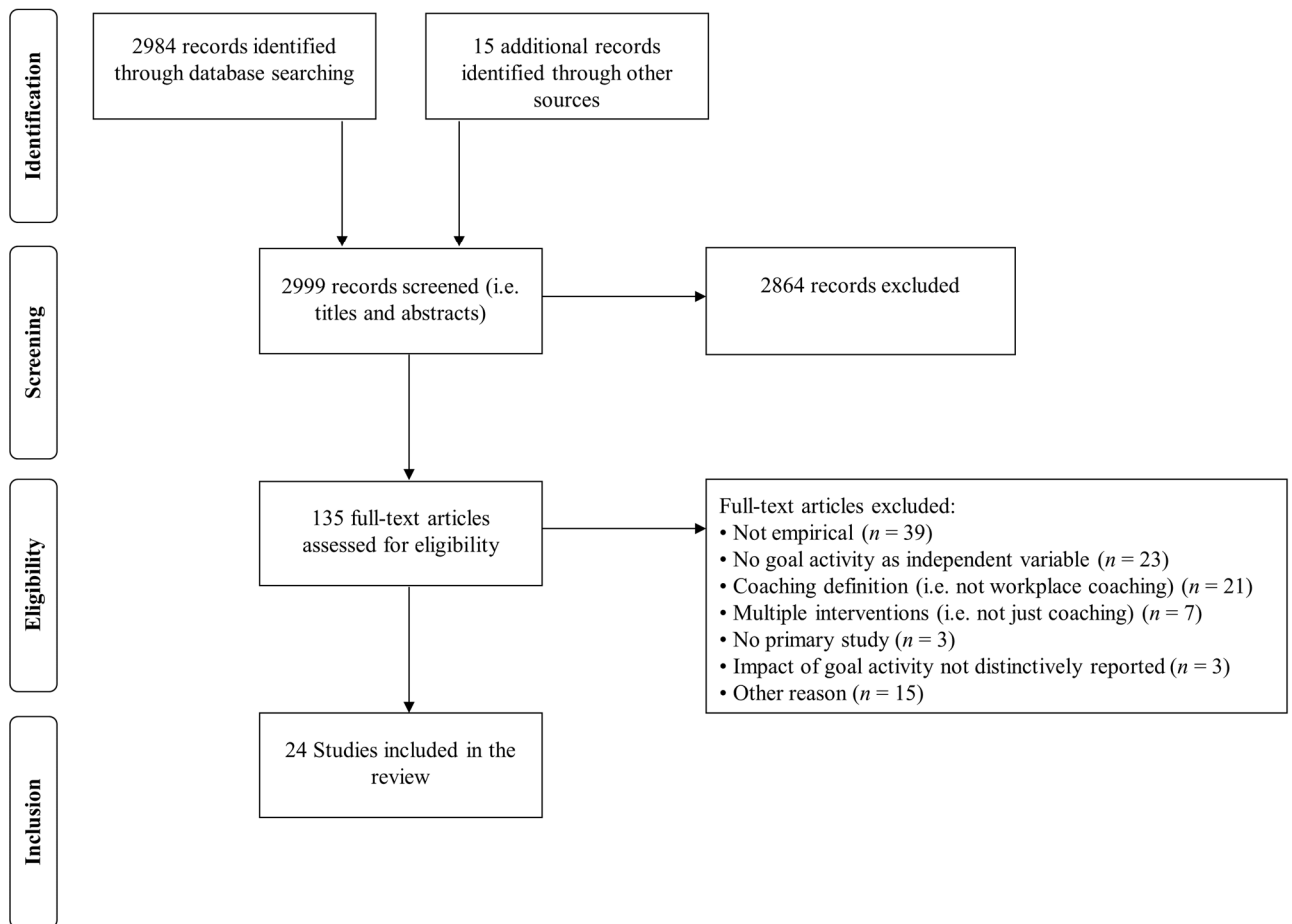 Identification
2984 records identified
through database searching
15 additional records
identified through other
sources
Screening
2999 records screened (i.e.
titles and abstracts)
2864 records excluded
Eligibility
135 full-text articles
assessed for eligibility
Full-text articles excluded:
• Not empirical (n = 39)
• No goal activity as independent variable (n = 23)
• Coaching definition (i.e. not workplace coaching) (n = 21)
• Multiple interventions (i.e. not just coaching) (n = 7)
• No primary study (n = 3)
• Impact of goal activity not distinctively reported (n = 3)
• Other reason (n = 15)
Inclusion
24 Studies included in the
review